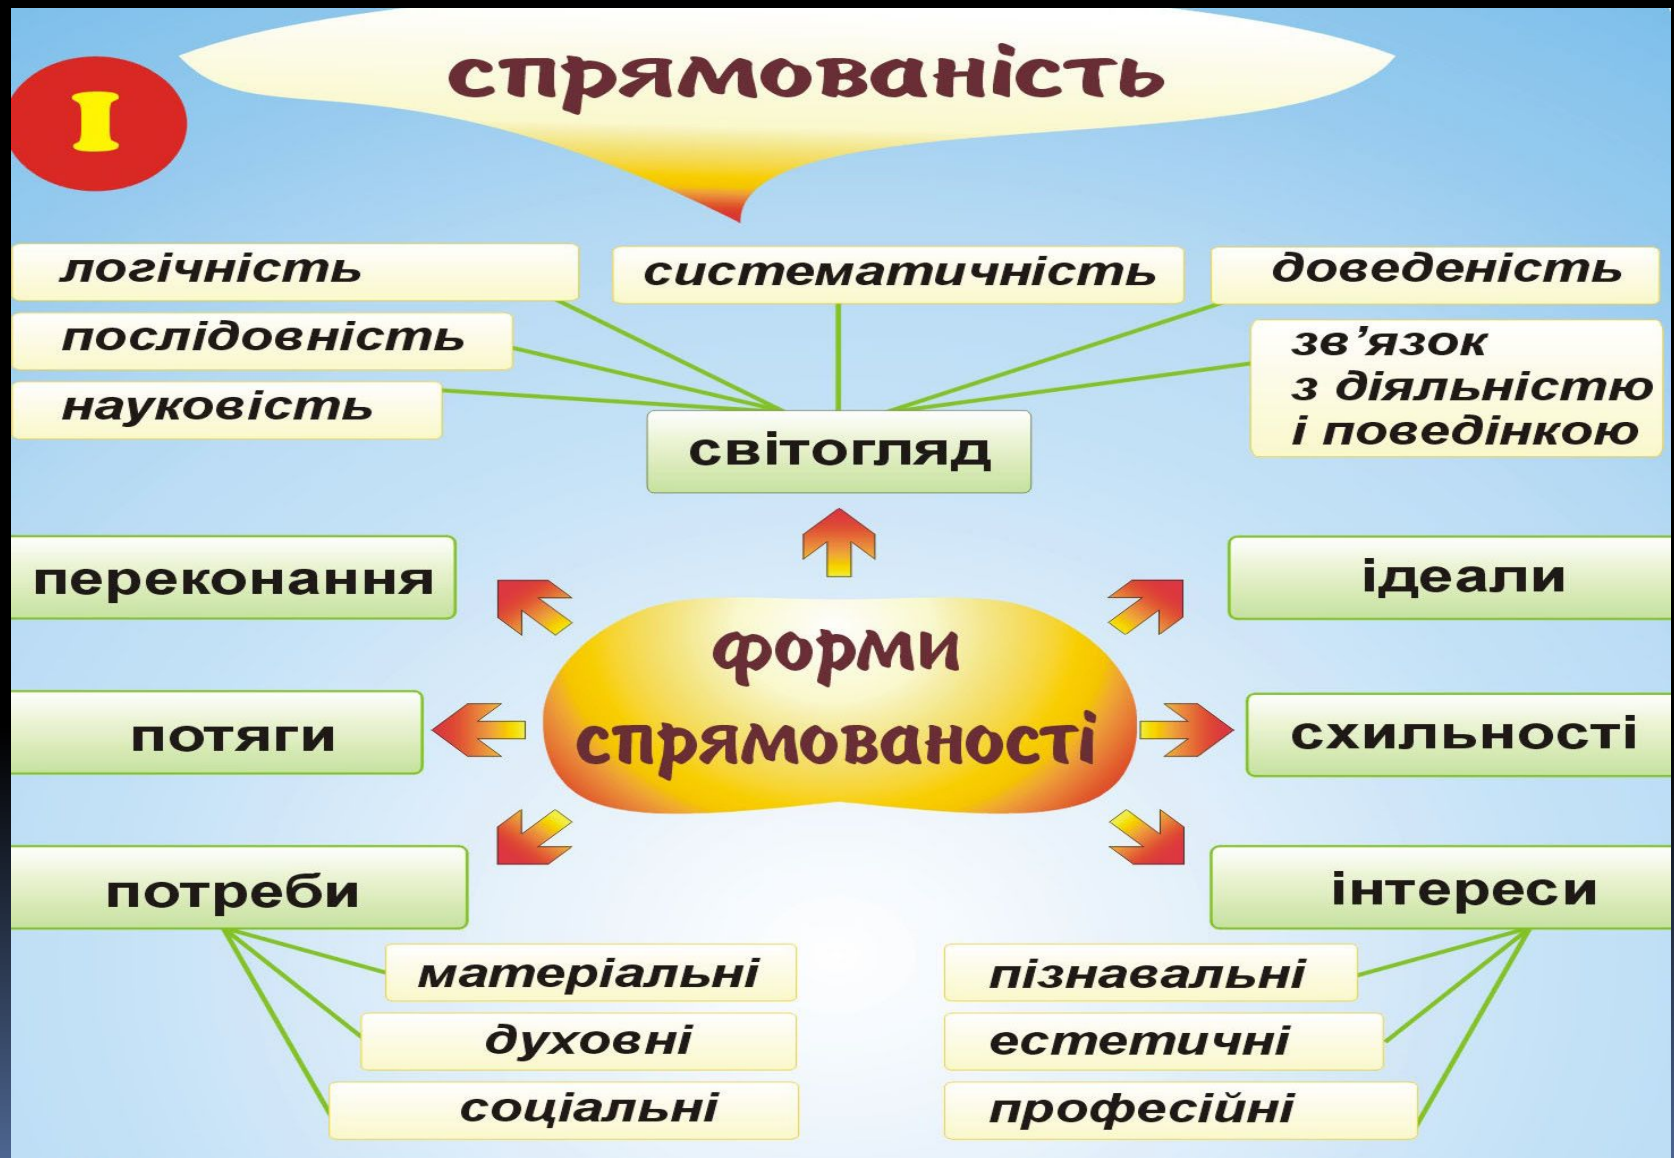 спрямованість
I
логічність
систематичність
доведеність
послідовність
зв’язок
з діяльністю
і поведінкою
науковість
світогляд
переконання
ідеали
форми
спрямованості
потяги
схильності
потреби
інтереси
матеріальні
пізнавальні
духовні
естетичні
соціальні
професійні